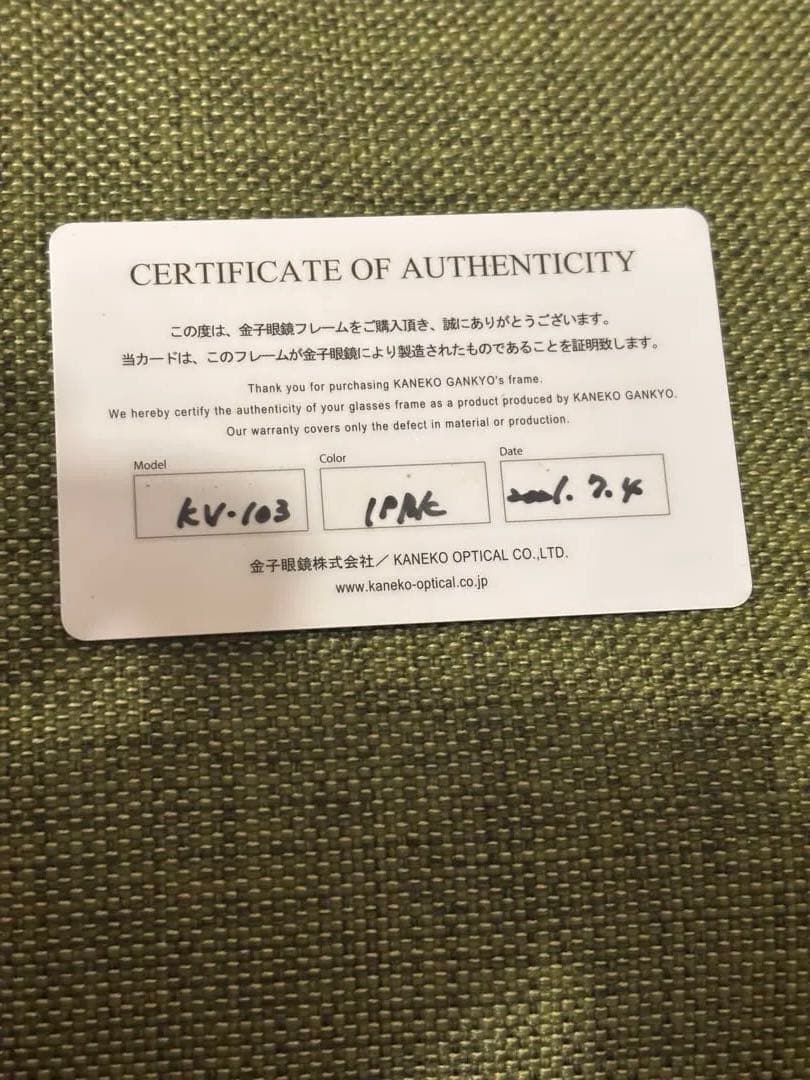 CERTIFICATE OF AUTHENTICITY
この度は、金子眼鏡フレームをご購入頂き、誠にありがとうございます。
当カードは、このフレームが金子眼鏡により製造されたものであることを証明致します。
Thank you for purchasing KANEKO GANKYO's frame.
We hereby certify the authenticity of your glasses frame as a product produced by KANEKO GANKYO.
Our warranty covers only the defect in material or production.
Model Color Date
KV-103
金子眼鏡株式会社／KANEKO OPTICAL CO.,LTD.
www.kaneko-optical.co.jp